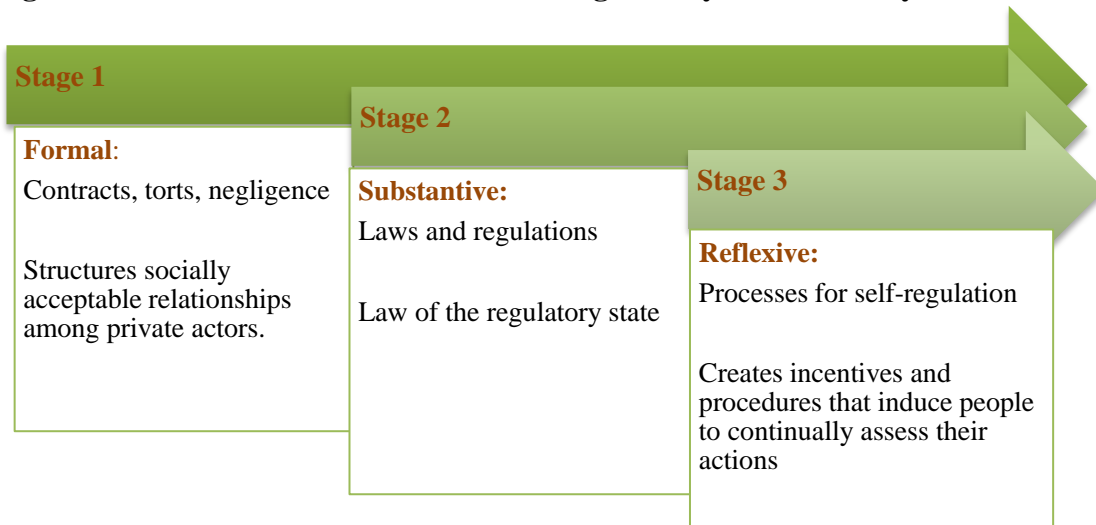 Stage 1
Formal:
Contracts, torts, negligence
Structures socially
acceptable relationships
among private actors.
Stage 2
Substantive:
Laws and regulations
Law of the regulatory state
Stage 3
Reflexive:
Processes for self-regulation
Creates incentives and
procedures that induce people
to continually assess their
actions